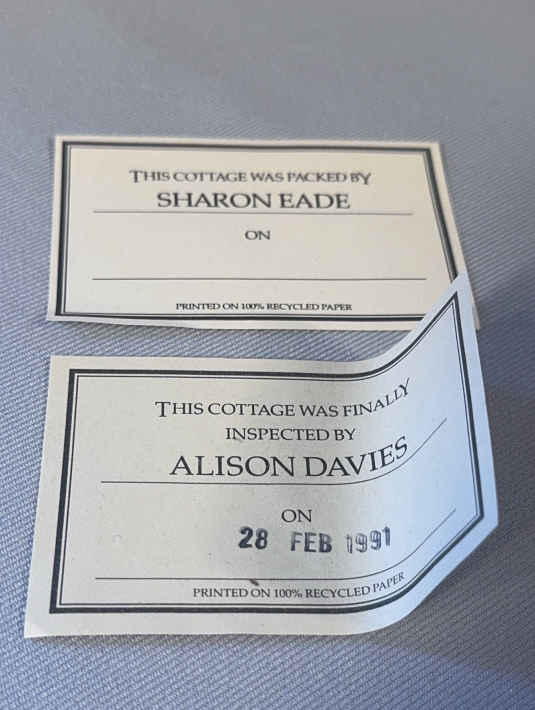 THIS COTTAGE WAS PACKED BY
SHARON EADE
ON
PRINTED ON 100% RECYCLED PAPER
THIS COTTAGE WAS FINALLY
INSPECTED BY
ALISON DAVIES
ON
28 FEB 1991
PRINTED ON 100% RECYCLED PAPER